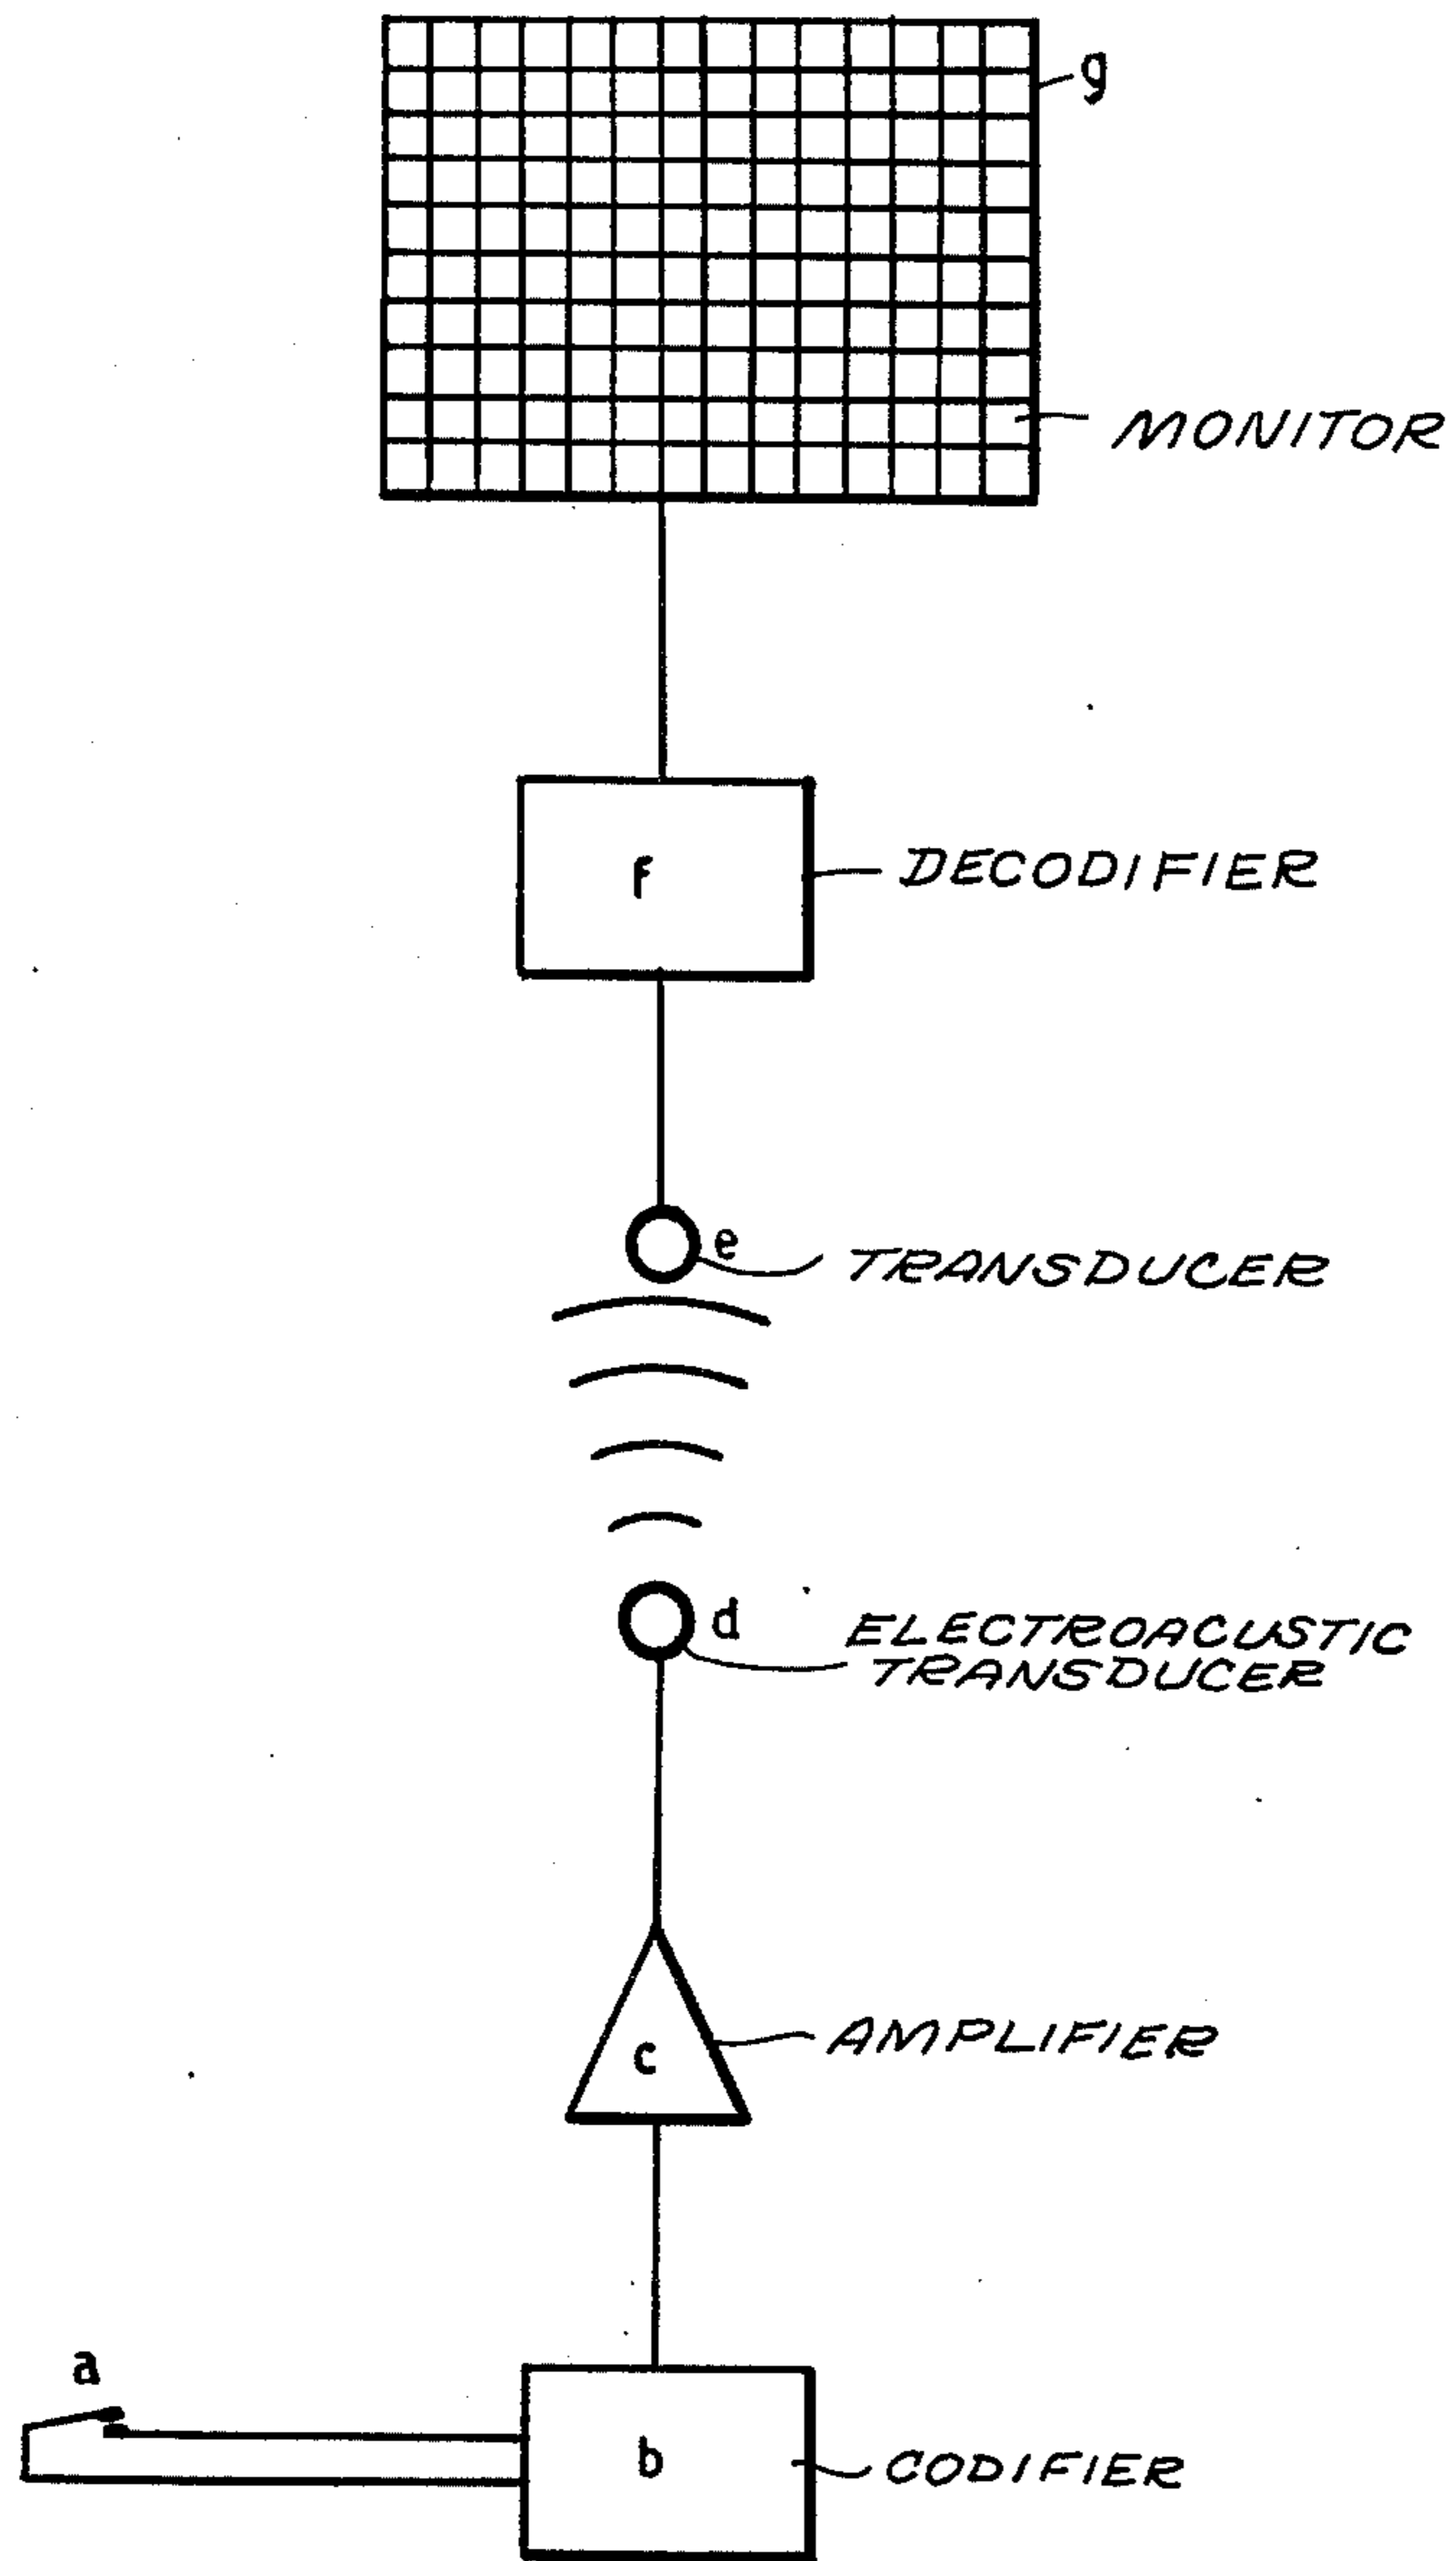 g
MONITOR
f
DECODIFIER
e
TRANSDUCER
d
ELECTROACUSTIC
TRANSDUCER
c
AMPLIFIER
a
b
CODIFIER